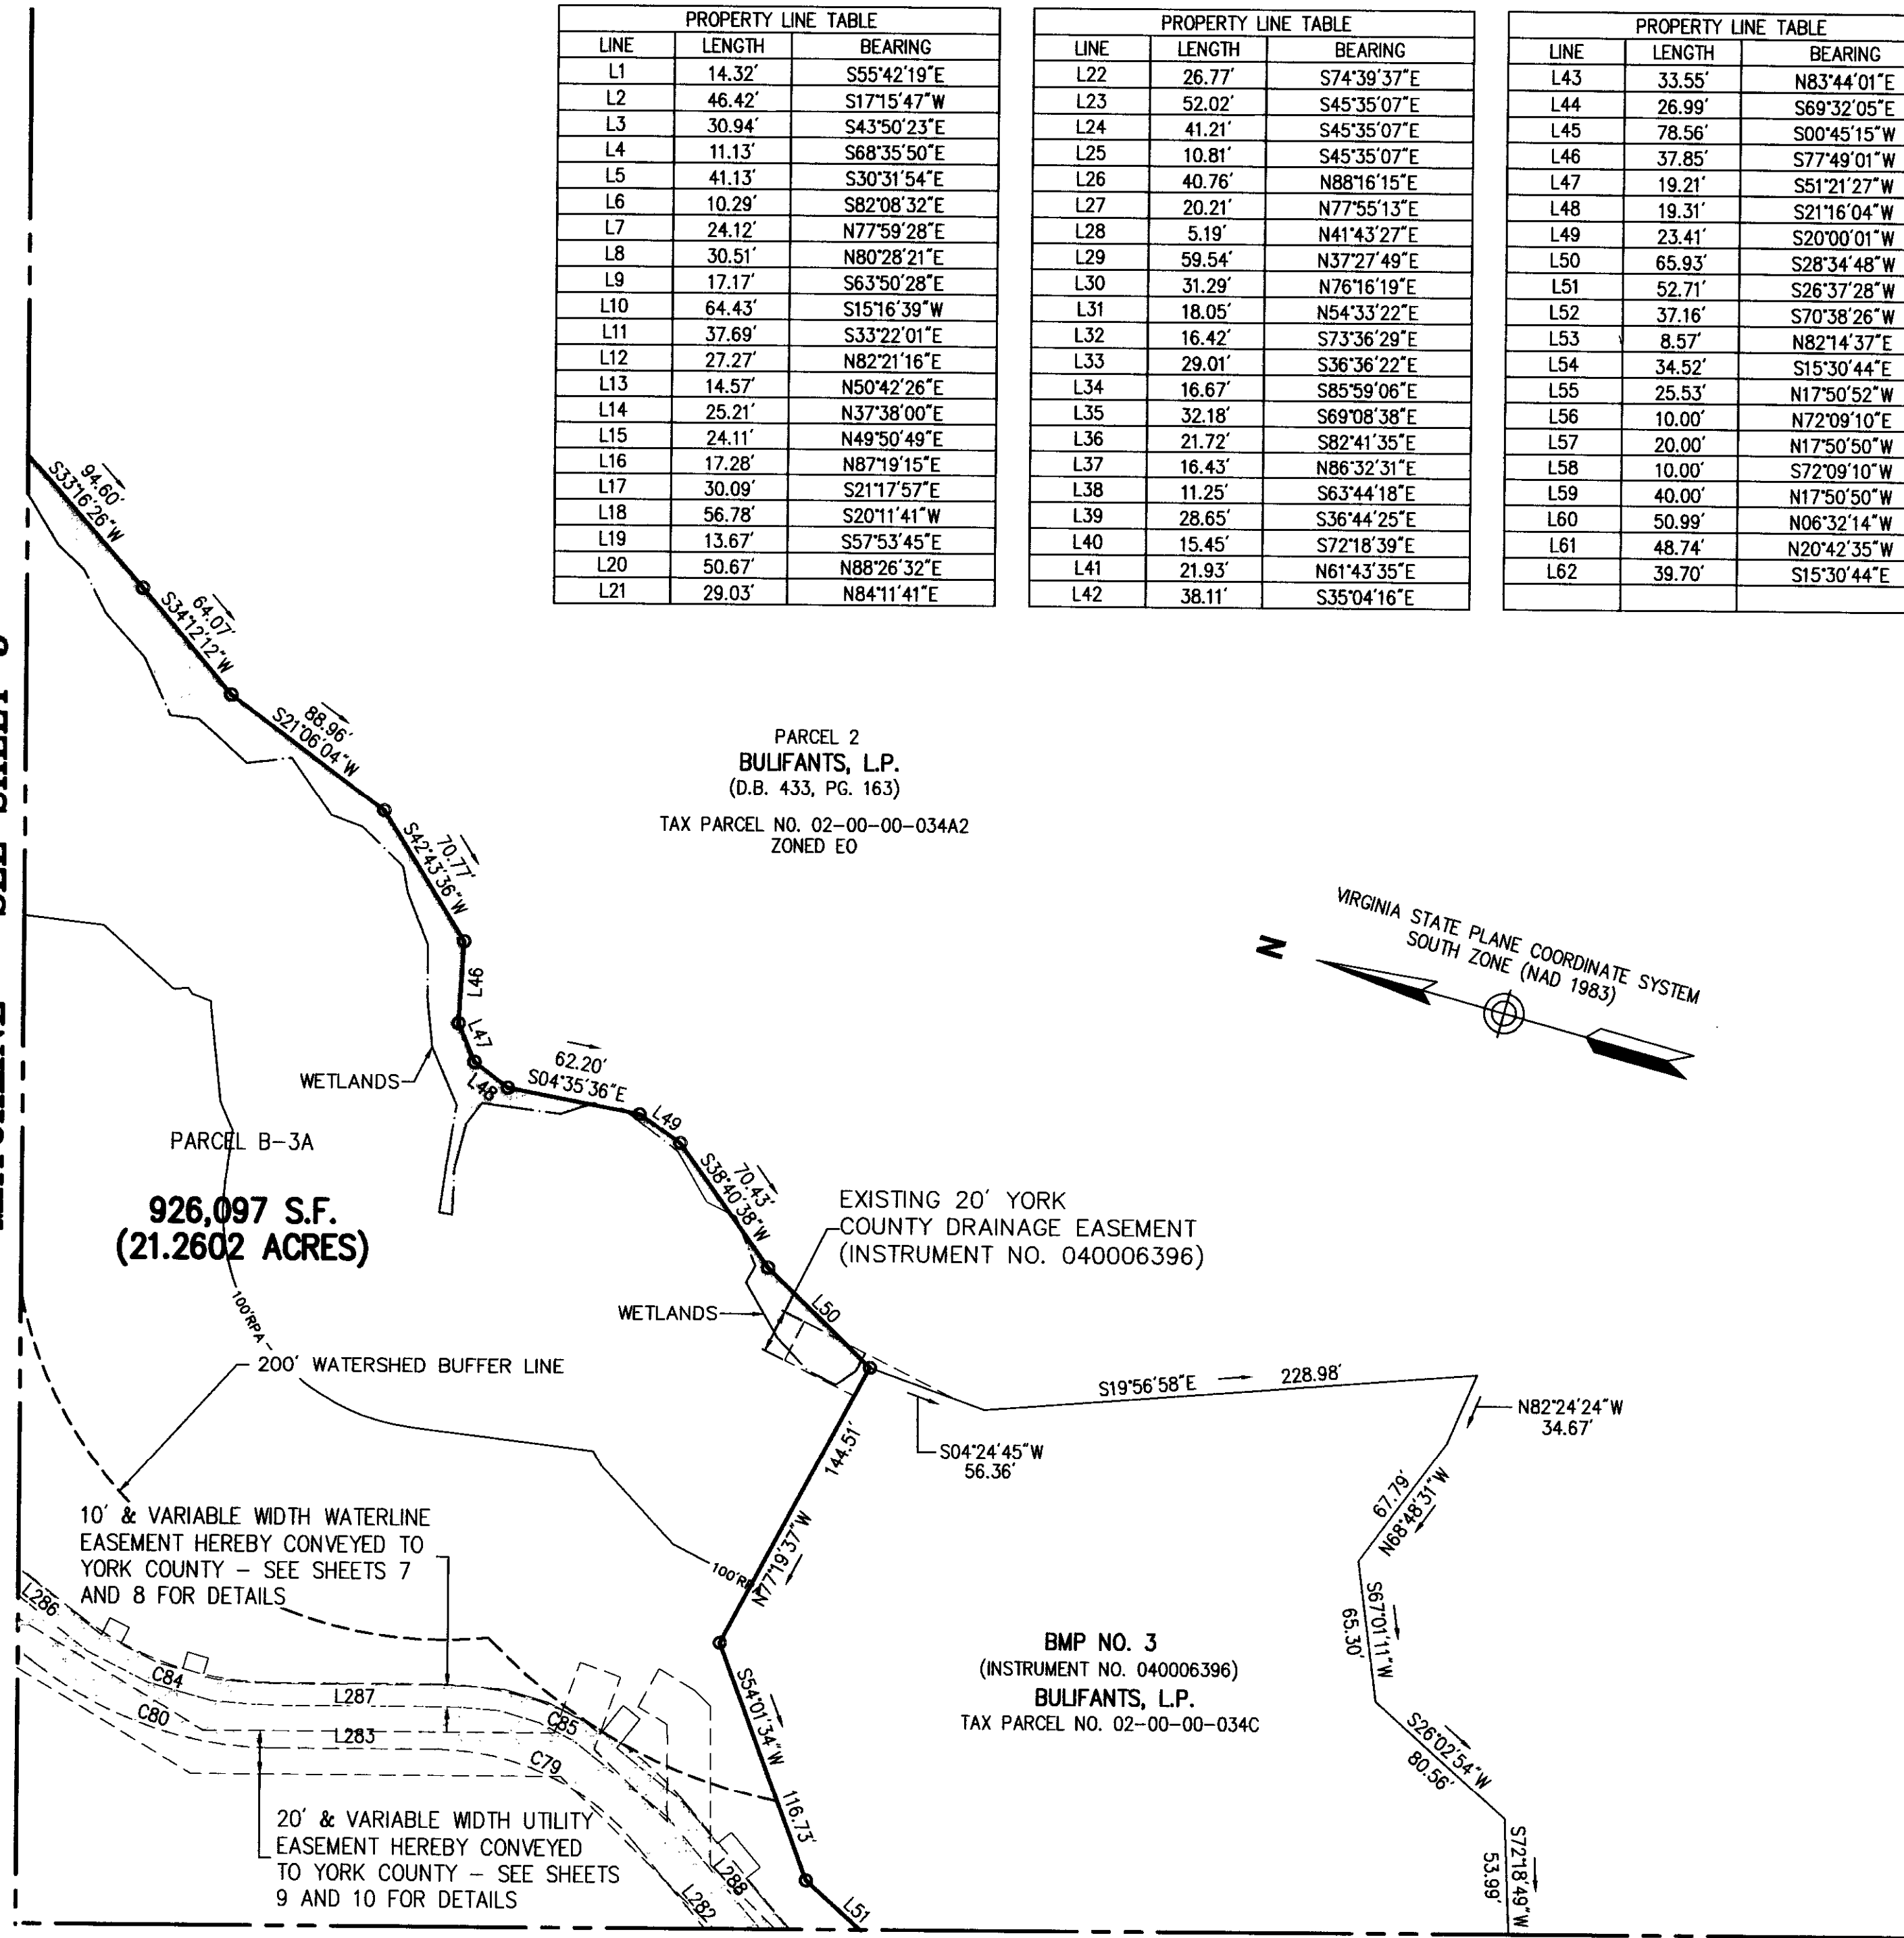 PROPERTY LINE TABLE
LINE LENGTH BEARING
L1 14.32' S55°42'19"E
L2 46.42' S17°15'47"W
L3 30.94' S43°50'23"E
L4 11.13' S68°35'50"E
L5 41.13' S30°31'54"E
L6 10.29' S82°08'32"E
L7 24.12' N77°59'28"E
L8 30.51' N80°28'21"E
L9 17.17' S63°50'28"E
L10 64.43' S15°16'39"W
L11 37.69' S33°22'01"E
L12 27.27' N82°21'16"E
L13 14.57' N50°42'26"E
L14 25.21' N37°38'00"E
L15 24.11' N49°50'49"E
L16 17.28' N87°19'15"E
L17 30.09' S21°17'57"E
L18 56.78' S20°11'41"W
L19 13.67' S57°53'45"E
L20 50.67' N88°26'32"E
L21 29.03' N84°11'41"E
PROPERTY LINE TABLE
LINE LENGTH BEARING
L22 26.77' S74°39'37"E
L23 52.02' S45°35'07"E
L24 41.21' S45°35'07"E
L25 10.81' S45°35'07"E
L26 40.76' N88°16'15"E
L27 20.21' N77°55'13"E
L28 5.19' N41°43'27"E
L29 59.54' N37°27'49"E
L30 31.29' N76°16'19"E
L31 18.05' N54°33'22"E
L32 16.42' S73°36'29"E
L33 29.01' S36°36'22"E
L34 16.67' S85°59'06"E
L35 32.18' S69°08'38"E
L36 21.72' S82°41'35"E
L37 16.43' N86°32'31"E
L38 11.25' S63°44'18"E
L39 28.65' S36°44'25"E
L40 15.45' S72°18'39"E
L41 21.93' N61°43'35"E
L42 38.11' S35°04'16"E
PROPERTY LINE TABLE
LINE LENGTH BEARING
L43 33.55' N83°44'01"E
L44 26.99' S69°32'05"E
L45 78.56' S00°45'15"W
L46 37.85' S77°49'01"W
L47 19.21' S51°21'27"W
L48 19.31' S21°16'04"W
L49 23.41' S20°00'01"W
L50 65.93' S28°34'48"W
L51 52.71' S26°37'28"W
L52 37.16' S70°38'26"W
L53 8.57' N82°14'37"E
L54 34.52' S15°30'44"E
L55 25.53' N17°50'52"W
L56 10.00' N72°09'10"E
L57 20.00' N17°50'50"W
L58 10.00' S72°09'10"W
L59 40.00' N17°50'50"W
L60 50.99' N06°32'14"W
L61 48.74' N20°42'35"W
L62 39.70' S15°30'44"E
94.60'
S33°16'26"W
64.07'
S34°12'12"W
88.96'
S21°06'04"W
70.77'
S42°43'36"W
L46
L47
L48
62.20'
S04°35'36"E
L49
70.43'
S38°40'38"W
L50
PARCEL 2
BULIFANTS, L.P.
(D.B. 433, PG. 163)
TAX PARCEL NO. 02-00-00-034A2
ZONED EO
VIRGINIA STATE PLANE COORDINATE SYSTEM
SOUTH ZONE (NAD 1983)
N
WETLANDS
PARCEL B-3A
926,097 S.F.
(21.2602 ACRES)
EXISTING 20' YORK
COUNTY DRAINAGE EASEMENT
(INSTRUMENT NO. 040006396)
WETLANDS
100'RPA
200' WATERSHED BUFFER LINE
S19°56'58"E 228.98'
N82°24'24"W
34.67'
S04°24'45"W
56.36'
144.51'
N77°19'37"W
67.79'
N68°48'31"W
S67°01'11"W
65.30'
S26°02'54"W
80.56'
S72°18'49"W
53.99'
10' & VARIABLE WIDTH WATERLINE
EASEMENT HEREBY CONVEYED TO
YORK COUNTY - SEE SHEETS 7
AND 8 FOR DETAILS
BMP NO. 3
(INSTRUMENT NO. 040006396)
BULIFANTS, L.P.
TAX PARCEL NO. 02-00-00-034C
S54°01'34"W
116.73'
L51
L286
C84
L287
C85
C80
L283
C79
L288
L282
20' & VARIABLE WIDTH UTILITY
EASEMENT HEREBY CONVEYED
TO YORK COUNTY - SEE SHEETS
9 AND 10 FOR DETAILS